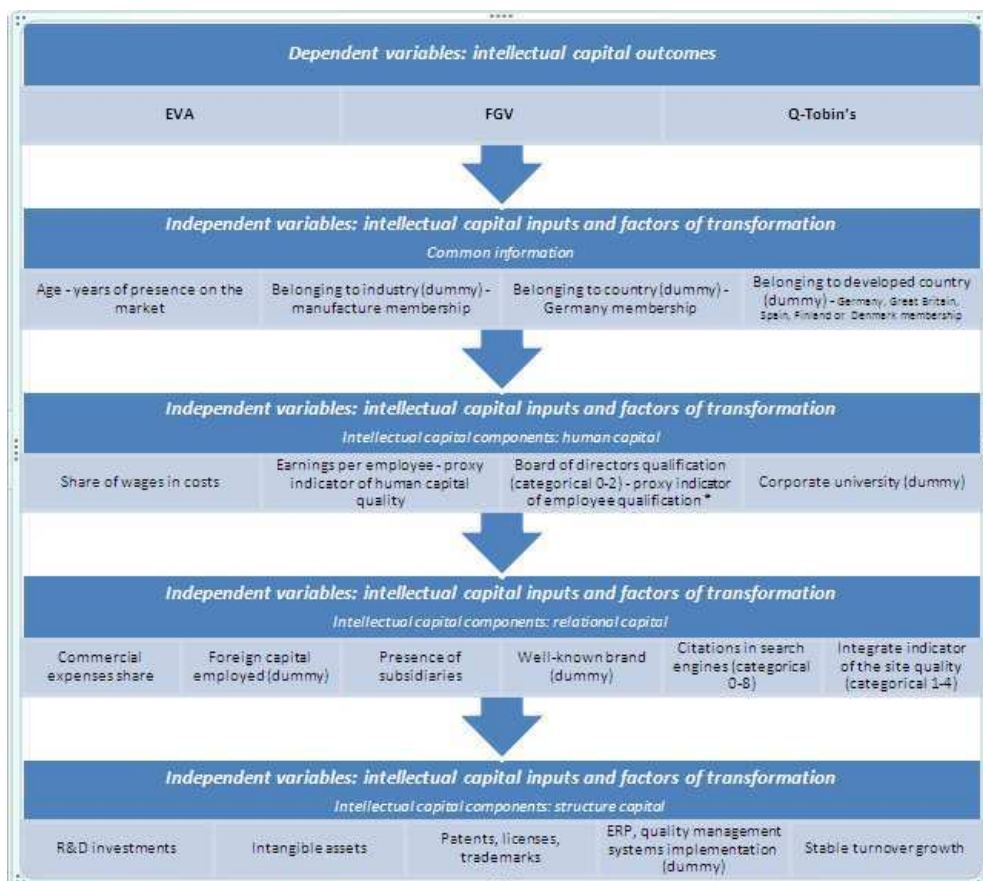 Dependent variables: intellectual capital outcomes
EVA
FGV
Q-Tobin's
Independent variables: intellectual capital inputs and factors of transformation
Common information
Age - years of presence on the
market
Belonging to industry (dummy) -
manufacture membership
Belonging to country (dummy) -
Germany membership
Belonging to developed country
(dummy) - Germany, Great Britain,
Spain, Finland or Denmark membership
Independent variables: intellectual capital inputs and factors of transformation
Intellectual capital components: human capital
Share of wages in costs
Earnings per employee - proxy
indicator of human capital
quality
Board of directors qualification
(categorical 0-2) - proxy indicator
of employee qualification*
Corporate university (dummy)
Independent variables: intellectual capital inputs and factors of transformation
Intellectual capital components: relational capital
Commercial
expenses share
Foreign capital
employed (dummy)
Presence of
subsidiaries
Well-known brand
(dummy)
Citations in search
engines (categorical
0-8)
Integrate indicator
of the site quality
(categorical 1-4)
Independent variables: intellectual capital inputs and factors of transformation
Intellectual capital components: structure capital
R&D investments
Intangible assets
Patents, licenses,
trademarks
ERP, quality management
systems implementation
(dummy)
Stable turnover growth